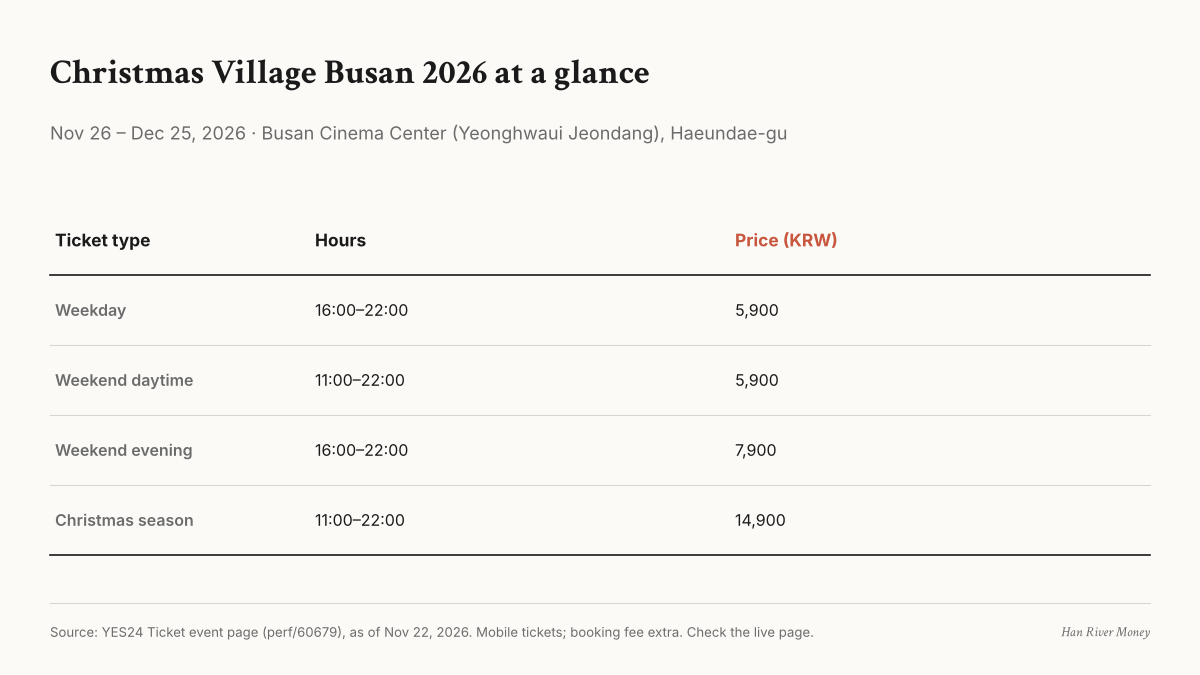 Christmas Village Busan 2026 at a glance
Nov 26 – Dec 25, 2026 · Busan Cinema Center (Yeonghwaui Jeondang), Haeundae-gu
Ticket type Hours Price (KRW)
Weekday 16:00–22:00 5,900
Weekend daytime 11:00–22:00 5,900
Weekend evening 16:00–22:00 7,900
Christmas season 11:00–22:00 14,900
Source: YES24 Ticket event page (perf/60679), as of Nov 22, 2026. Mobile tickets; booking fee extra. Check the live page. Han River Money